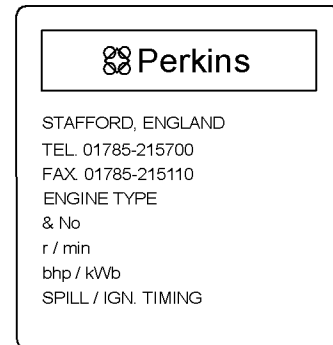 Perkins
STAFFORD, ENGLAND
TEL. 01785-215700
FAX. 01785-215110
ENGINE TYPE
& No
r / min
bhp / kWb
SPILL / IGN. TIMING